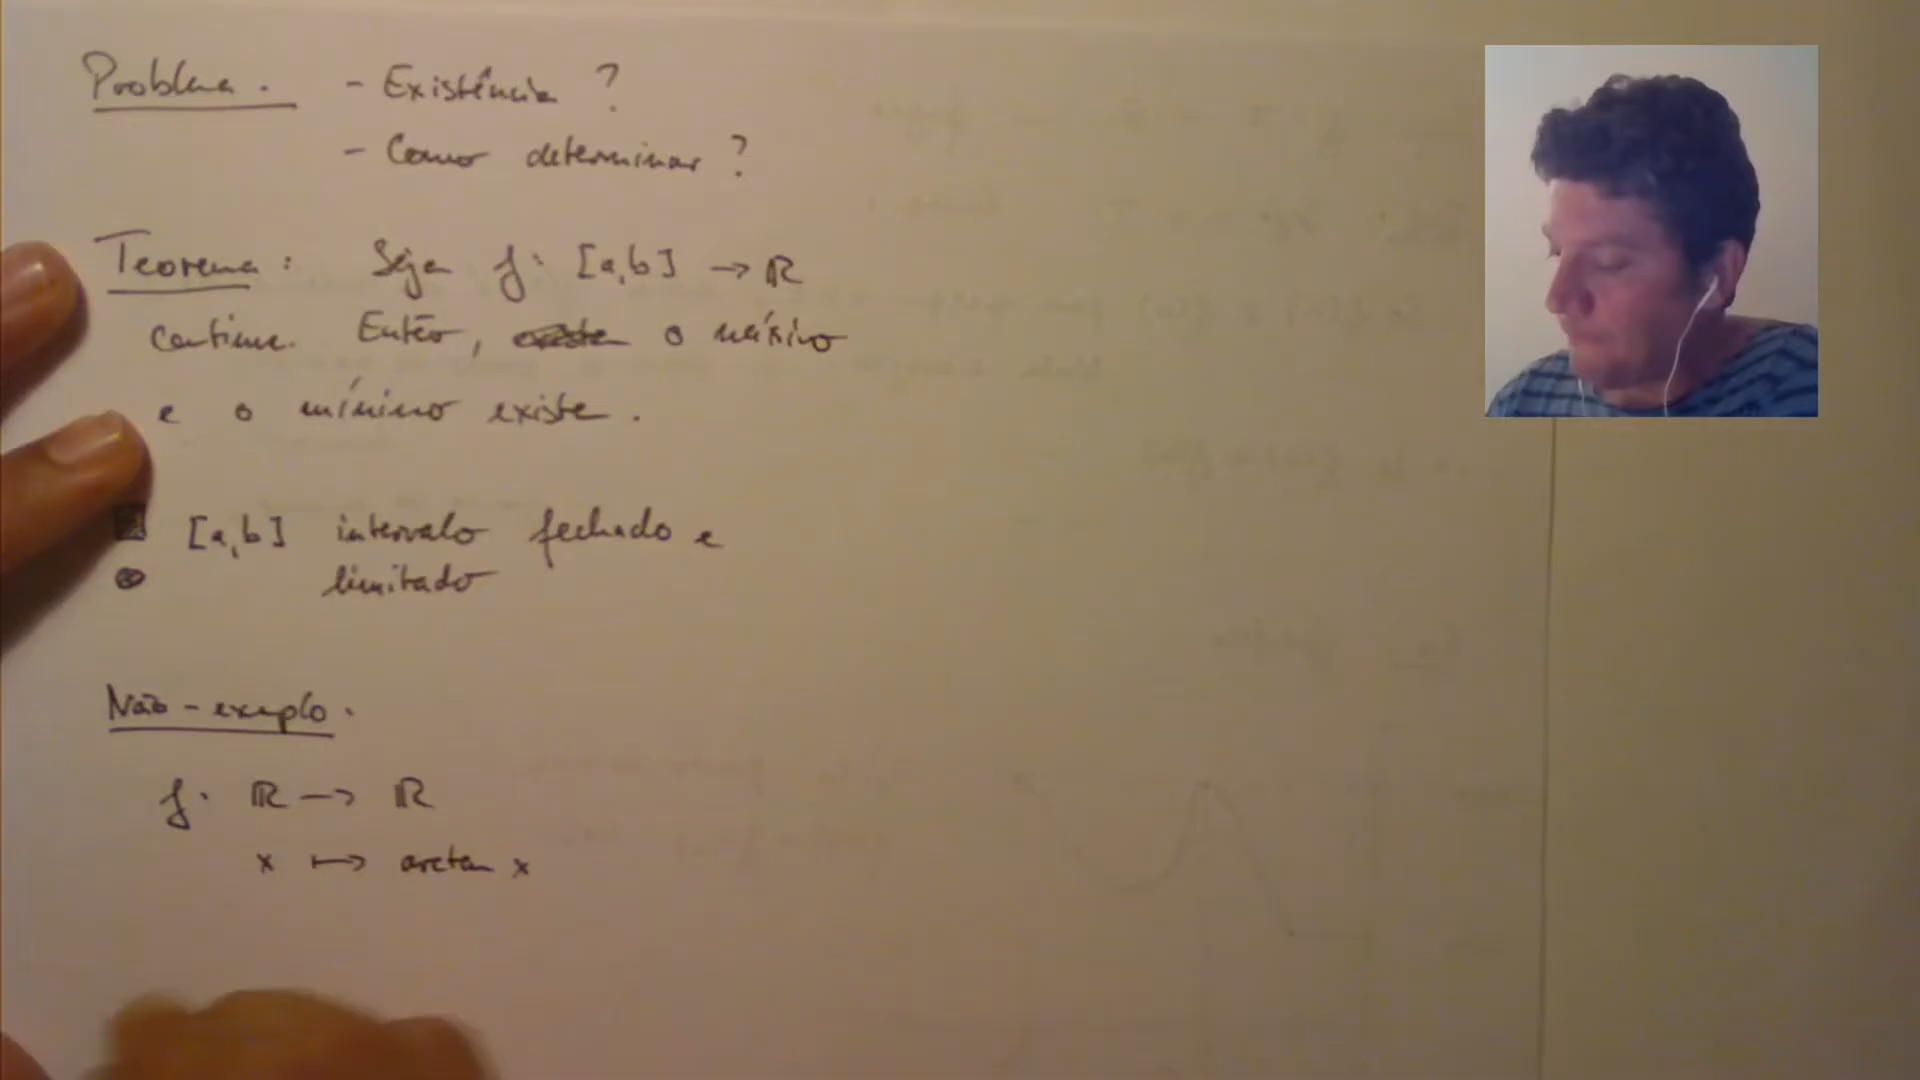 Problema. - Existência ?
- Como determinar ?
Teorema: Seja f: [a,b] → ℝ
contínua. Então, existe o máximo
e o mínimo existe.
[a,b] intervalo fechado e
limitado
Não-exemplo.
f: ℝ → ℝ
x ↦ arctan x